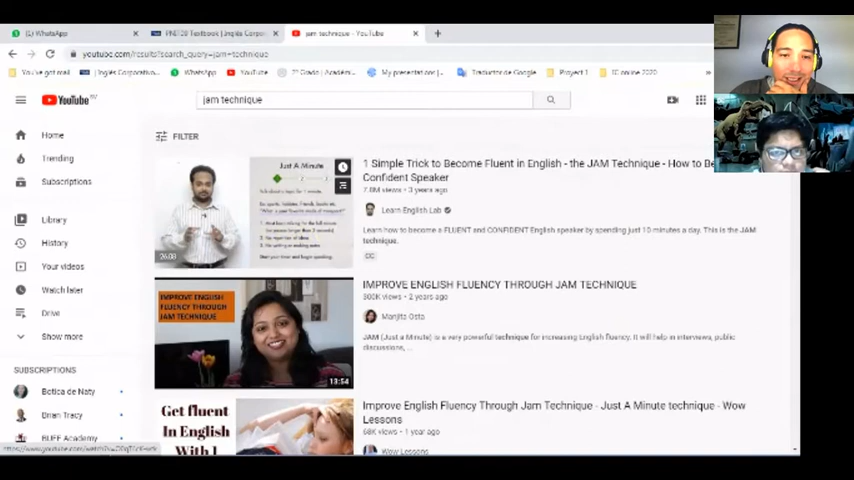 WhatsApp
jam technique - YouTube
youtube.com/results?search_query=jam+technique
You've got mail
WhatsApp
YouTube
Traductor de Google
Proyect 1
IC online 2020
YouTube
jam technique
FILTER
Home
Trending
Subscriptions
Library
History
Your videos
Watch later
Drive
Show more
SUBSCRIPTIONS
Botica de Naty
Brian Tracy
BUFF Academy
Just A Minute
26:08
1 Simple Trick to Become Fluent in English - the JAM Technique - How to Be
Confident Speaker
7.8M views • 3 years ago
Learn English Lab
Learn how to become a FLUENT and CONFIDENT English speaker by spending just 10 minutes a day. This is the JAM
technique.
CC
IMPROVE ENGLISH
FLUENCY THROUGH
JAM TECHNIQUE
13:54
IMPROVE ENGLISH FLUENCY THROUGH JAM TECHNIQUE
300K views • 2 years ago
Manjita Osta
JAM (Just a Minute) is a very powerful technique for increasing English fluency. It will help in interviews, public
discussions, ...
Get fluent
In English
With 1
Improve English Fluency Through Jam Technique - Just A Minute technique - Wow
Lessons
68K views • 1 year ago
Wow Lessons